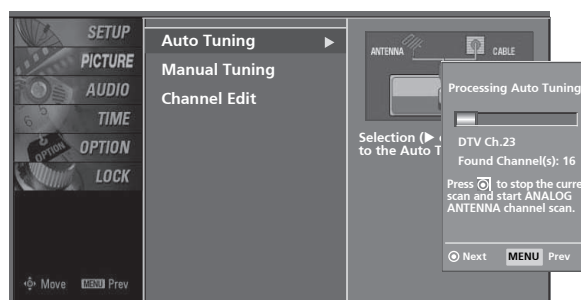 SETUP
PICTURE
AUDIO
TIME
OPTION
LOCK
Move MENU Prev
Auto Tuning
Manual Tuning
Channel Edit
ANTENNA
CABLE
Selection (▶
to the Auto T
Processing Auto Tuning
DTV Ch.23
Found Channel(s): 16
Press to stop the curre
scan and start ANALOG
ANTENNA channel scan.
Next MENU Prev